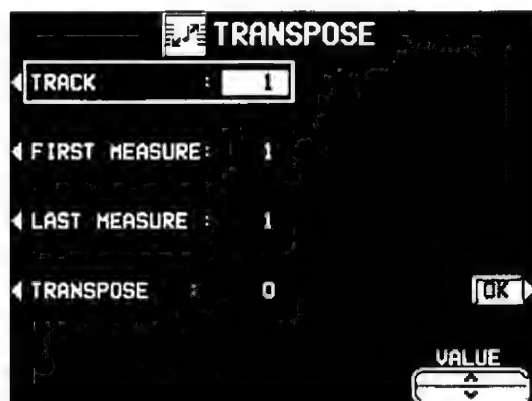 TRANSPOSE
TRACK : 1
FIRST MEASURE: 1
LAST MEASURE : 1
TRANSPOSE : 0
OK
VALUE